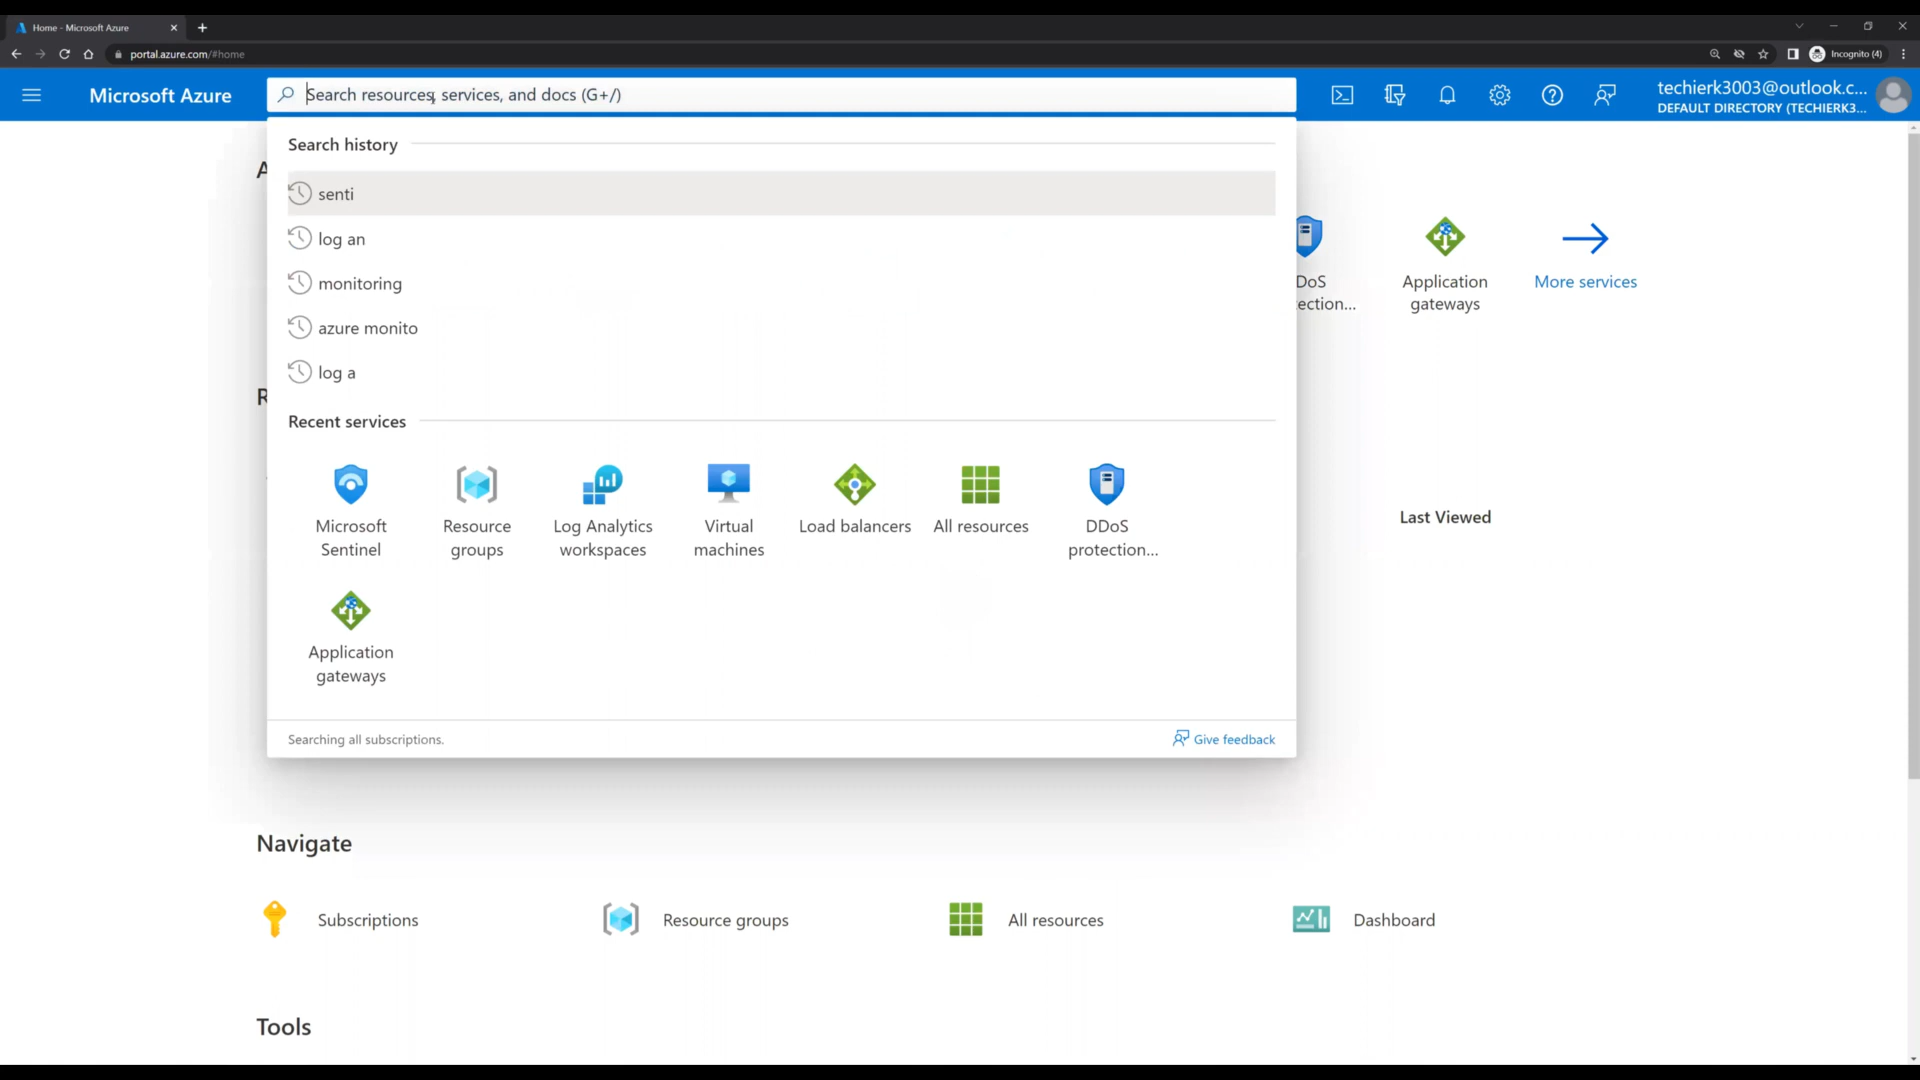 Home - Microsoft Azure
portal.azure.com/#home
Incognito (4)
Microsoft Azure
Search resources, services, and docs (G+/)
techierk3003@outlook.c...
DEFAULT DIRECTORY (TECHIERK3...
Search history
senti
log an
monitoring
azure monito
log a
Recent services
Microsoft
Sentinel
Resource
groups
Log Analytics
workspaces
Virtual
machines
Load balancers
All resources
DDoS
protection...
Application
gateways
Searching all subscriptions.
Give feedback
A
DoS
ection...
Application
gateways
More services
R
Last Viewed
Navigate
Subscriptions
Resource groups
All resources
Dashboard
Tools